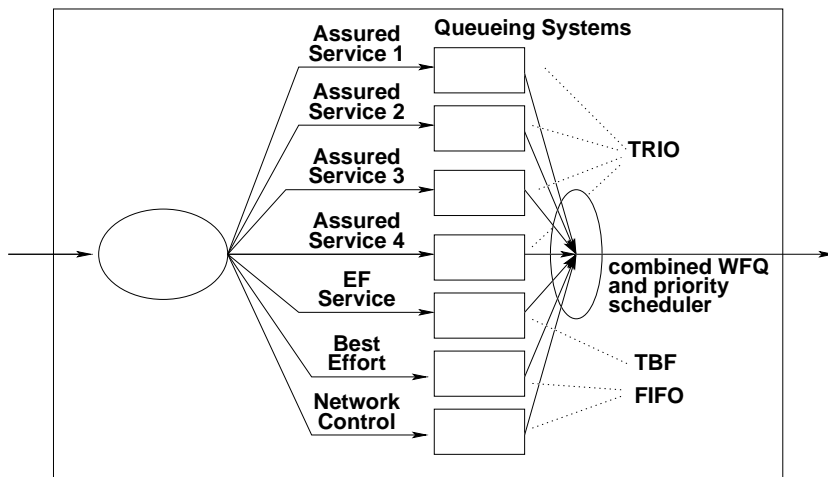 Queueing Systems
Assured
Service 1
Assured
Service 2
Assured
Service 3
Assured
Service 4
EF
Service
Best
Effort
Network
Control
TRIO
combined WFQ
and priority
scheduler
TBF
FIFO